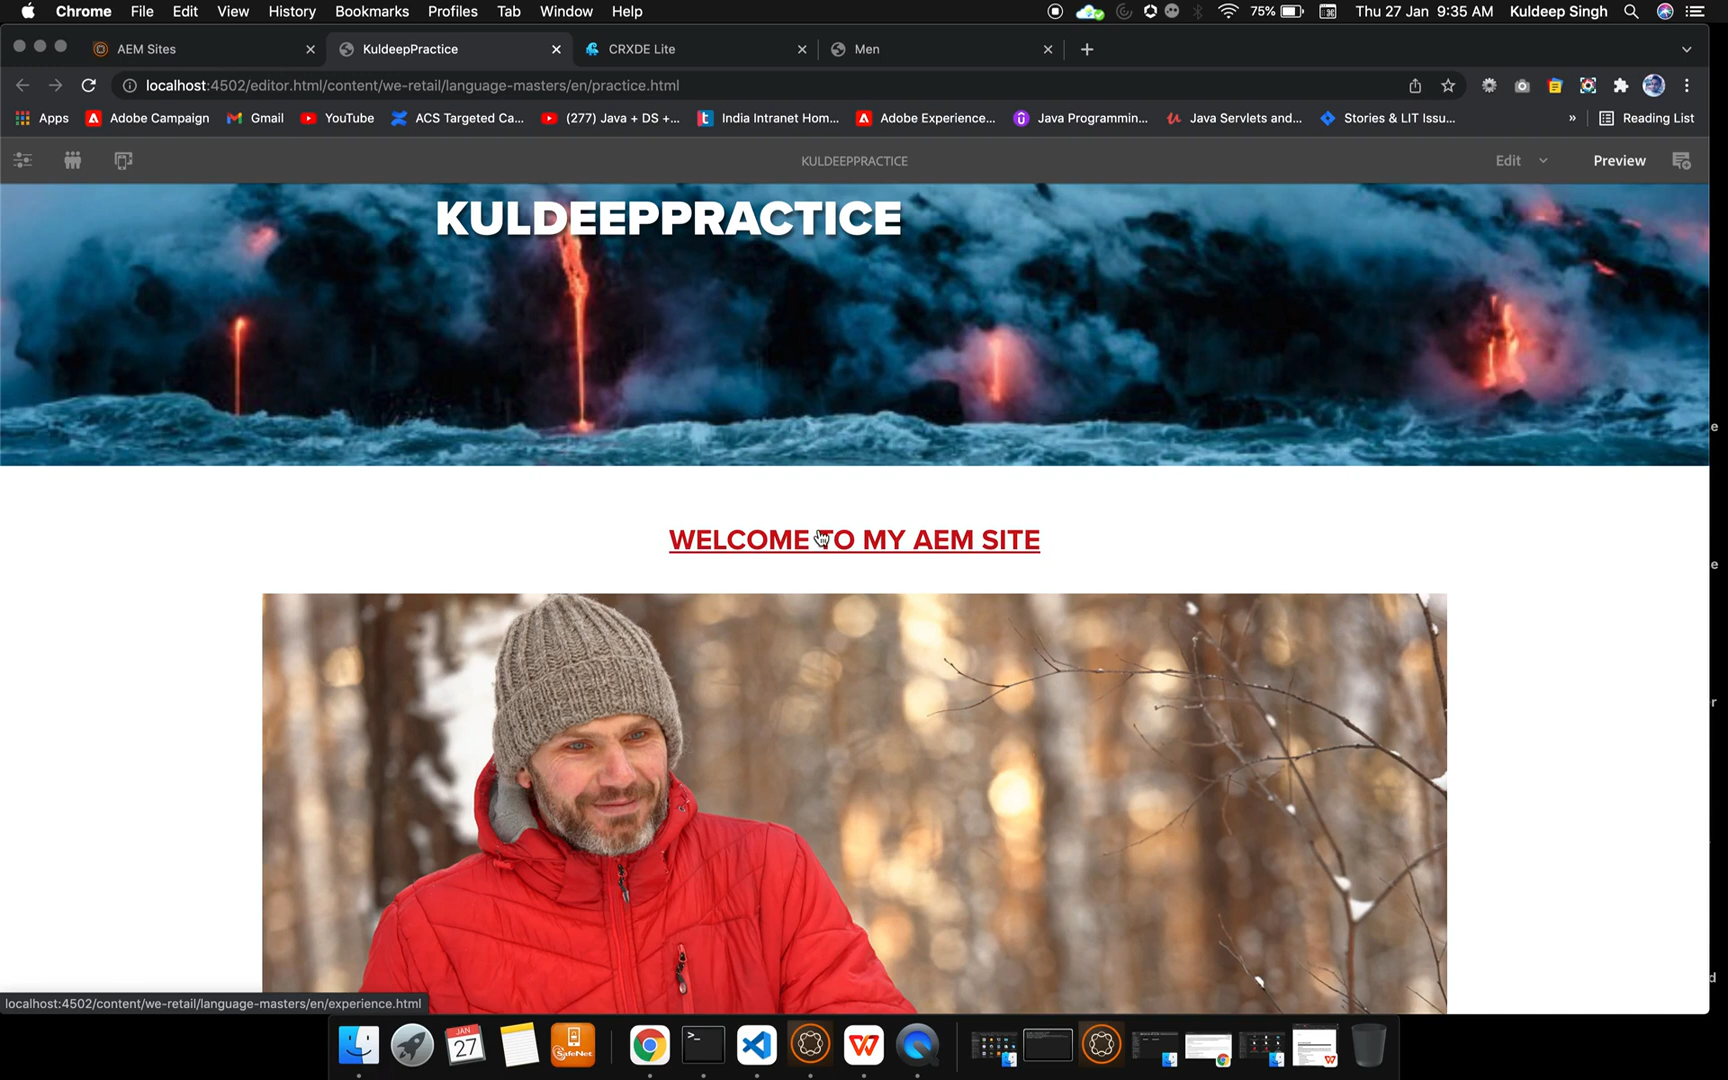 Chrome File Edit View History Bookmarks Profiles Tab Window Help 75% Thu 27 Jan 9:35 AM Kuldeep Singh
AEM Sites KuldeepPractice CRXDE Lite Men
localhost:4502/editor.html/content/we-retail/language-masters/en/practice.html
Apps Adobe Campaign Gmail YouTube ACS Targeted Ca... (277) Java + DS +... India Intranet Hom... Adobe Experience... Java Programmin... Java Servlets and... Stories & LIT Issu... » Reading List
KULDEEPPRACTICE Edit Preview
KULDEEPPRACTICE
WELCOME TO MY AEM SITE
localhost:4502/content/we-retail/language-masters/en/experience.html
JAN
27
SafeNet